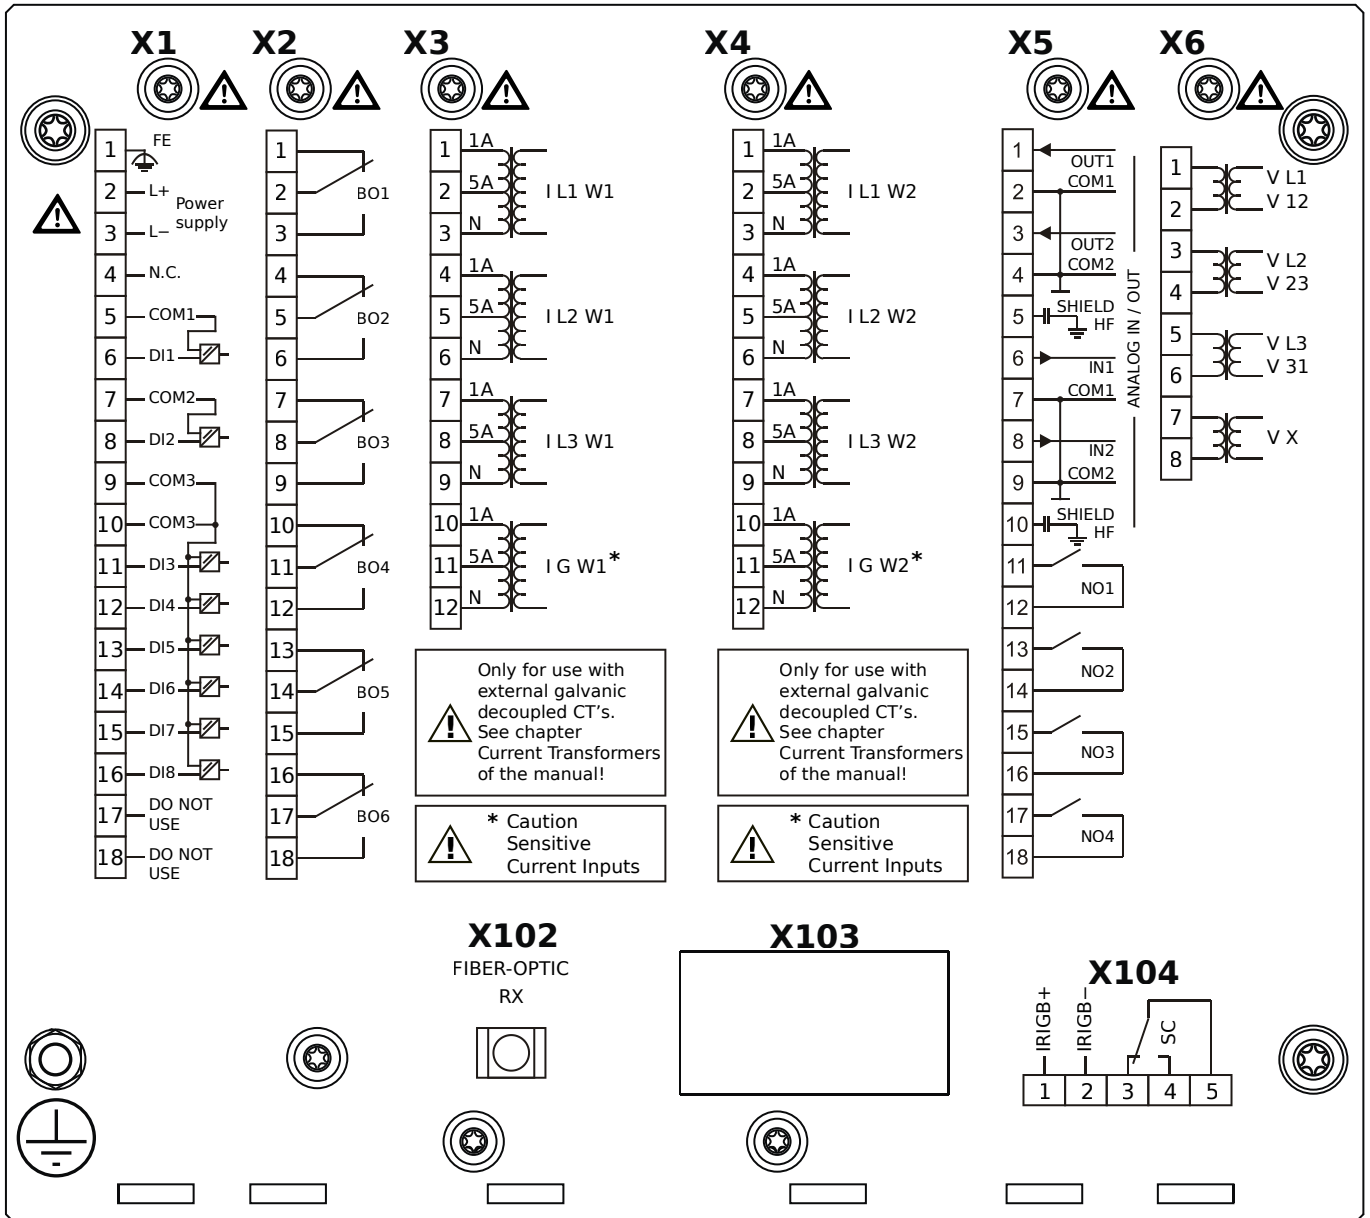 X1
X2
X3
X4
X5
X6
1
FE
2
L+
Power
supply
3
L−
4
N.C.
5
COM1
6
DI1
7
COM2
8
DI2
9
COM3
10
COM3
11
DI3
12
DI4
13
DI5
14
DI6
15
DI7
16
DI8
17
DO NOT
USE
18
DO NOT
USE
1
2
BO1
3
4
5
BO2
6
7
8
BO3
9
10
11
BO4
12
13
14
BO5
15
16
17
BO6
18
1
1A
2
5A
I L1 W1
3
N
4
1A
5
5A
I L2 W1
6
N
7
1A
8
5A
I L3 W1
9
N
10
1A
11
5A
I G W1*
12
N
Only for use with
external galvanic
decoupled CT’s.
See chapter
Current Transformers
of the manual!
* Caution
Sensitive
Current Inputs
1
1A
2
5A
I L1 W2
3
N
4
1A
5
5A
I L2 W2
6
N
7
1A
8
5A
I L3 W2
9
N
10
1A
11
5A
I G W2*
12
N
Only for use with
external galvanic
decoupled CT’s.
See chapter
Current Transformers
of the manual!
* Caution
Sensitive
Current Inputs
1
OUT1
2
COM1
3
OUT2
4
COM2
5
SHIELD
HF
6
IN1
7
COM1
8
IN2
9
COM2
10
SHIELD
HF
ANALOG IN / OUT
11
NO1
12
13
NO2
14
15
NO3
16
17
NO4
18
1
V L1
2
V 12
3
V L2
4
V 23
5
V L3
6
V 31
7
V X
8
X102
FIBER-OPTIC
RX
X103
X104
IRIGB+
IRIGB−
SC
1
2
3
4
5